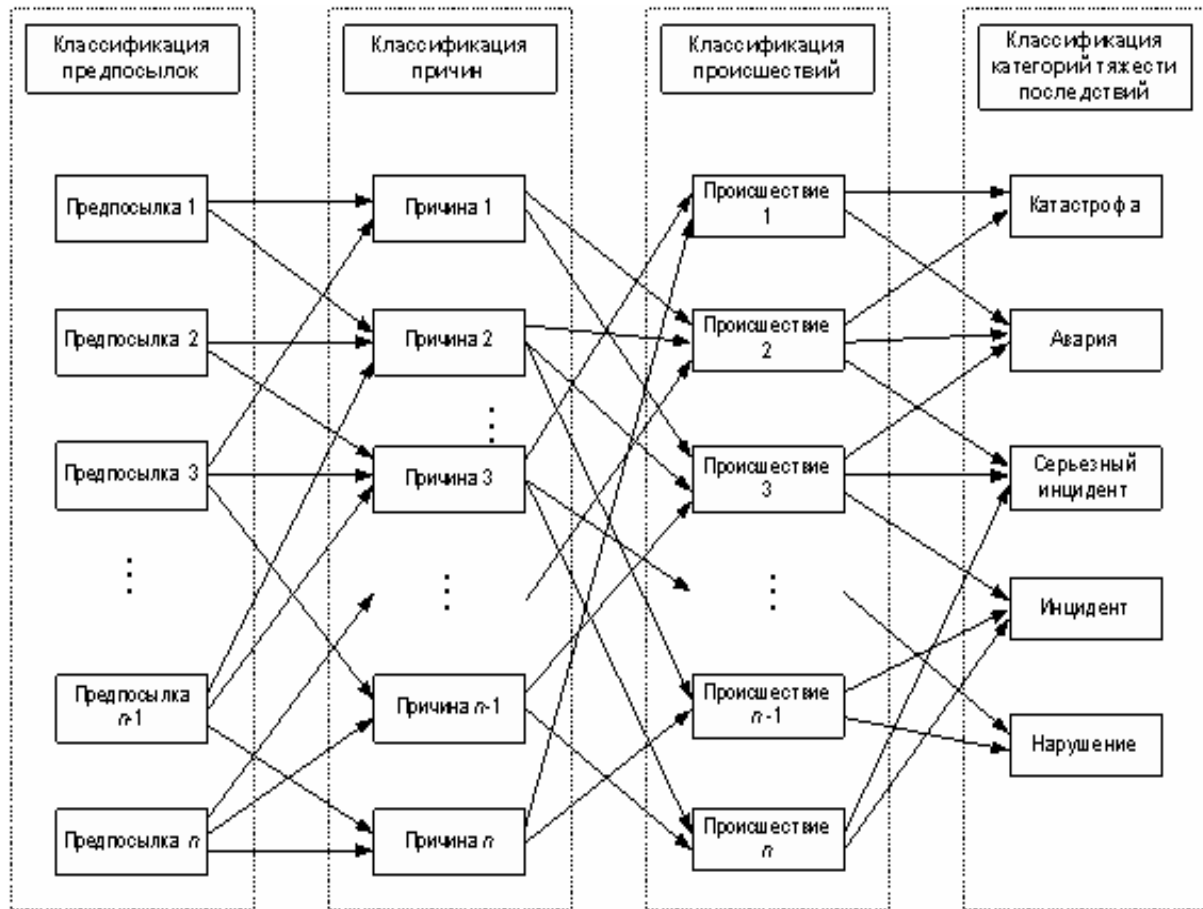 Классификация
предпосылок
Классификация
причин
Классификация
происшествий
Классификация
категорий тяжести
последствий
Предпосылка 1
Предпосылка 2
Предпосылка 3
Предпосылка
n-1
Предпосылка n
Причина 1
Причина 2
Причина 3
Причина n-1
Причина n
Происшествие
1
Происшествие
2
Происшествие
3
Происшествие
n-1
Происшествие
n
Катастрофа
Авария
Серьезный
инцидент
Инцидент
Нарушение